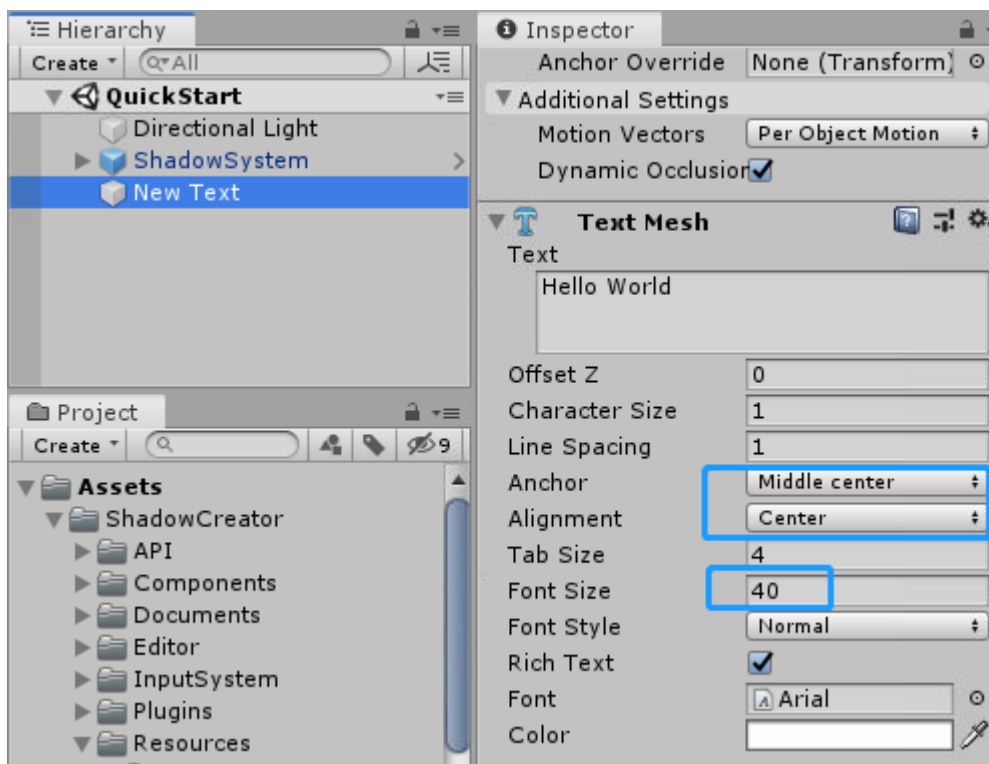 Hierarchy
Create
All
QuickStart
Directional Light
ShadowSystem
New Text
Project
Create
9
Assets
ShadowCreator
API
Components
Documents
Editor
InputSystem
Plugins
Resources
Inspector
Anchor Override None (Transform)
Additional Settings
Motion Vectors Per Object Motion
Dynamic Occlusion
Text Mesh
Text
Hello World
Offset Z 0
Character Size 1
Line Spacing 1
Anchor Middle center
Alignment Center
Tab Size 4
Font Size 40
Font Style Normal
Rich Text
Font Arial
Color